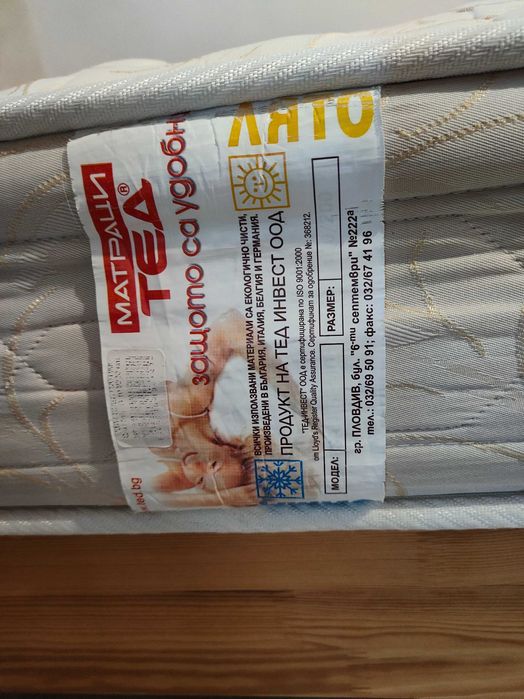 МАТРАЦИ
ТЕД®
защото са удобн
ЛЯТО
ВСИЧКИ ИЗПОЛЗВАНИ МАТЕРИАЛИ СА ЕКОЛОГИЧНО ЧИСТИ,
ПРОИЗВЕДЕНИ В БЪЛГАРИЯ, ИТАЛИЯ, БЕЛГИЯ И ГЕРМАНИЯ.
ПРОДУКТ НА ТЕД ИНВЕСТ ООД
"ТЕД-ИНВЕСТ" ООД е сертифицирана по ISO 9001:2000
от Lloyd's Register Quality Assurance. Сертификат за одобрение №: 368212.
МОДЕЛ:
РАЗМЕР:
гр. ПЛОВДИВ, бул. "6-ти септември" №222ª
тел.: 032/69 50 91; факс: 032/67 41 96
.ted.bg